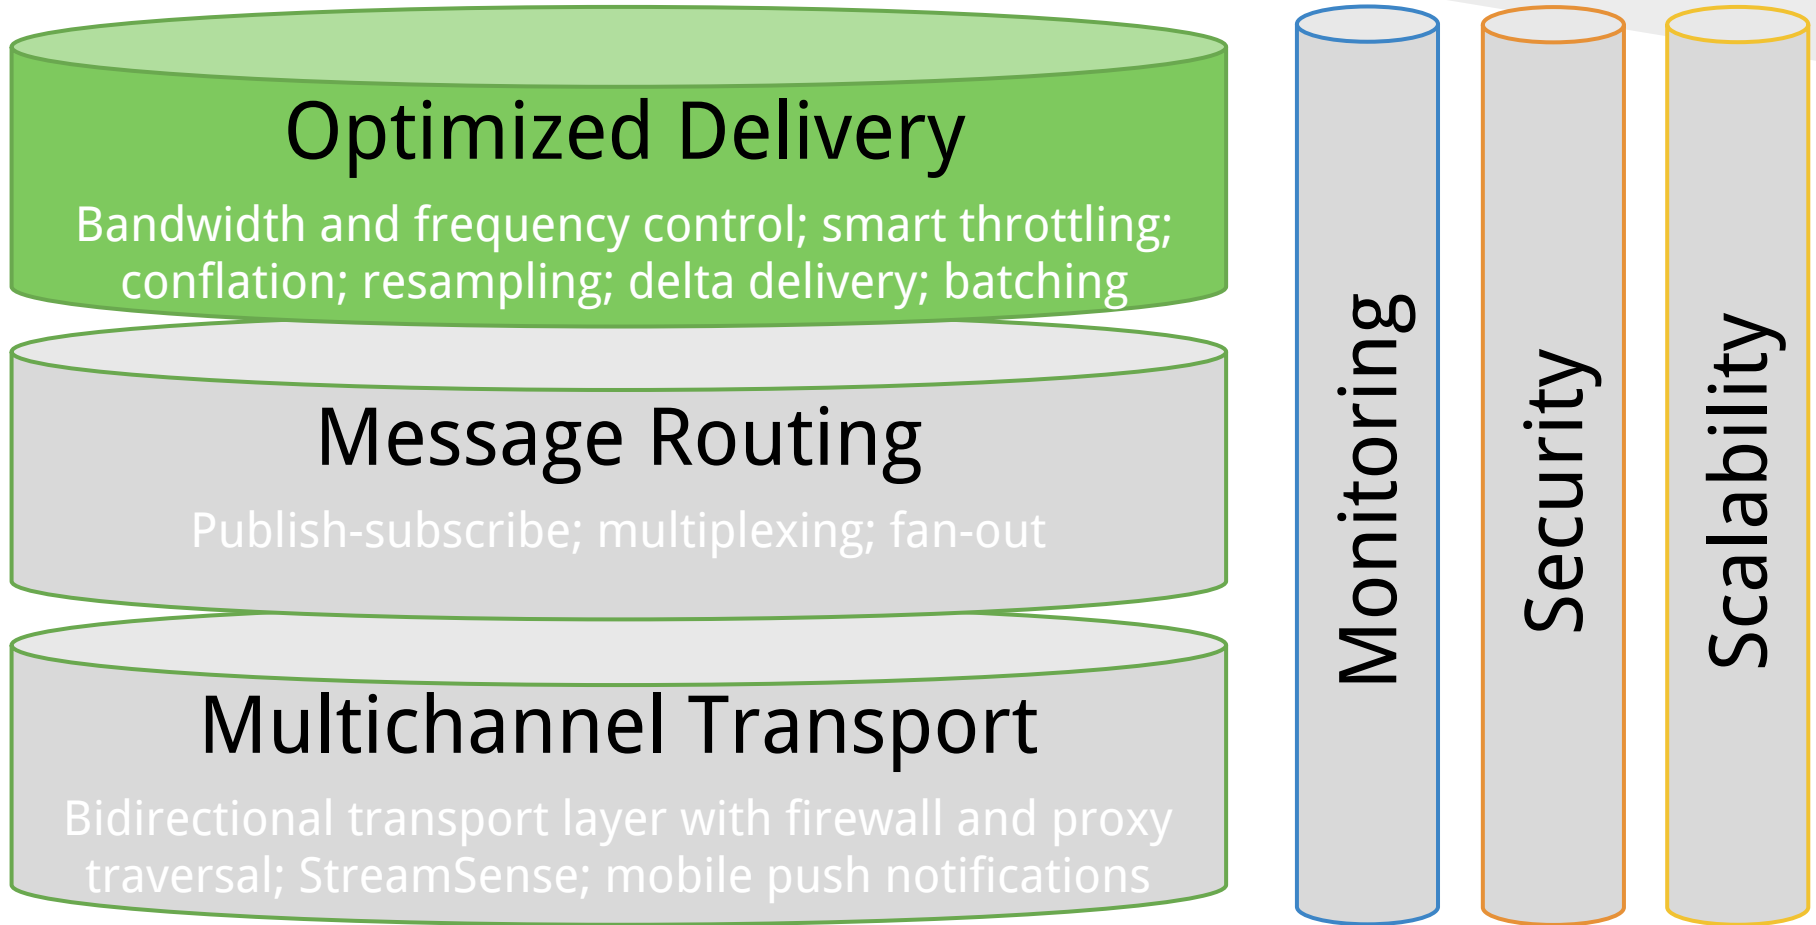 Optimized Delivery
Bandwidth and frequency control; smart throttling;
conflation; resampling; delta delivery; batching
Message Routing
Publish-subscribe; multiplexing; fan-out
Multichannel Transport
Bidirectional transport layer with firewall and proxy
traversal; StreamSense; mobile push notifications
Monitoring
Security
Scalability